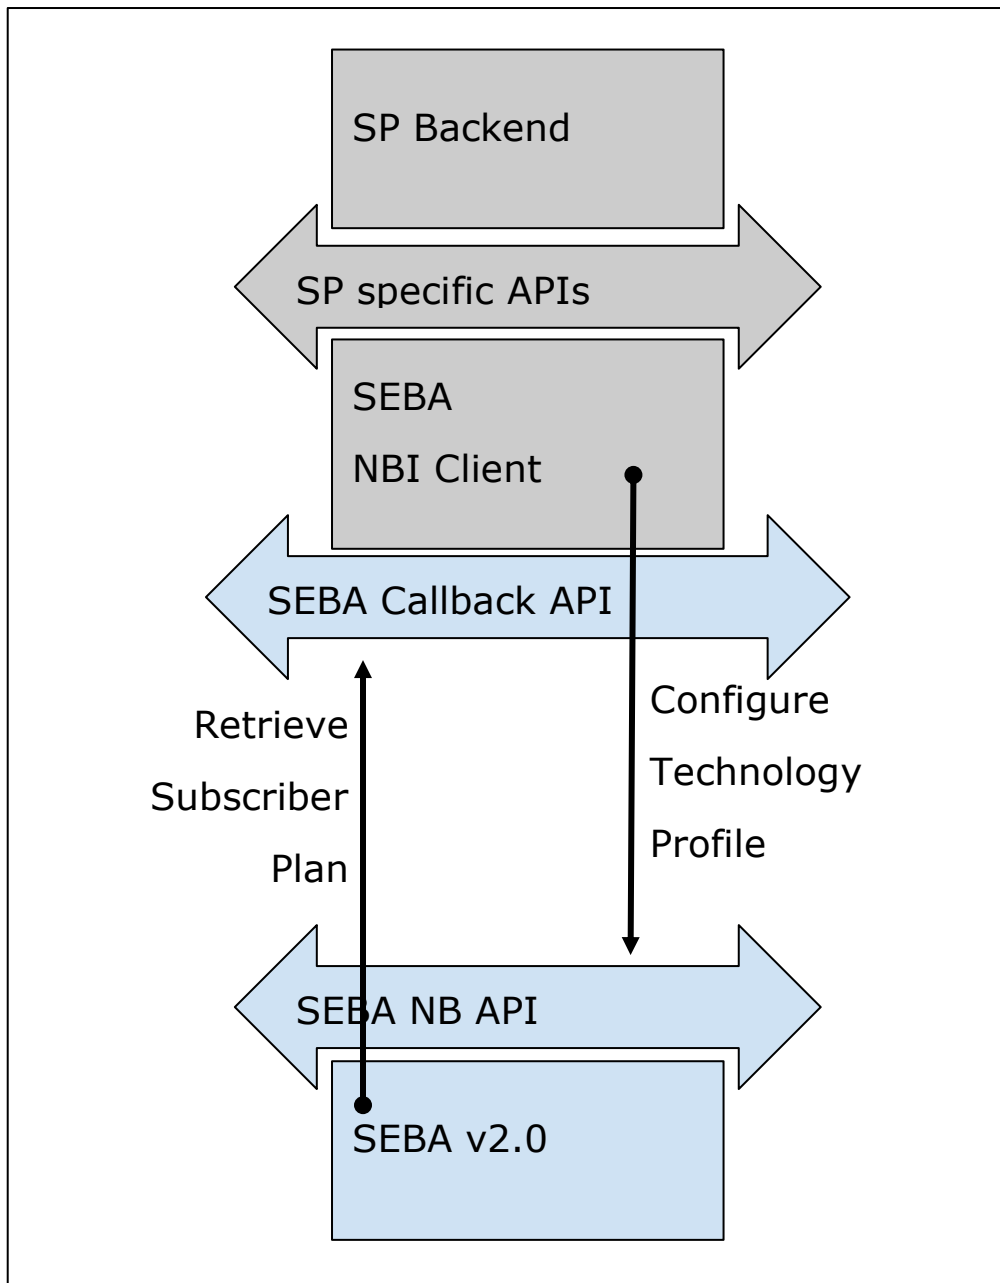 SP Backend
SP specific APIs
SEBA
NBI Client
SEBA Callback API
Retrieve
Subscriber
Plan
Configure
Technology
Profile
SEBA NB API
SEBA v2.0